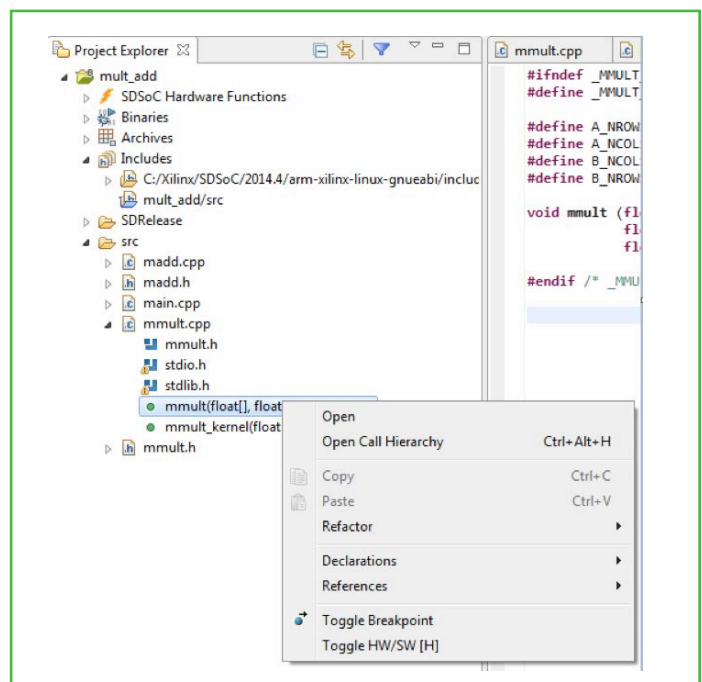 Project Explorer
mult_add
SDSoC Hardware Functions
Binaries
Archives
Includes
C:/Xilinx/SDSoC/2014.4/arm-xilinx-linux-gnueabi/includ
mult_add/src
SDRelease
src
madd.cpp
madd.h
main.cpp
mmult.cpp
mmult.h
stdio.h
stdlib.h
mmult(float[], float
mmult_kernel(float
mmult.h
mmult.cpp
#ifndef _MMULT_
#define _MMULT_
#define A_NROW
#define A_NCOL
#define B_NCOL
#define B_NROW
void mmult (fl
fl
fl
#endif /* _MMU
Open
Open Call Hierarchy Ctrl+Alt+H
Copy Ctrl+C
Paste Ctrl+V
Refactor
Declarations
References
Toggle Breakpoint
Toggle HW/SW [H]